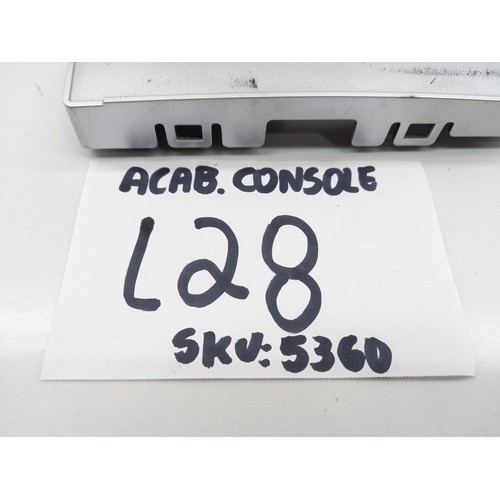 ACAB. CONSOLE
L28
SKU: 5360